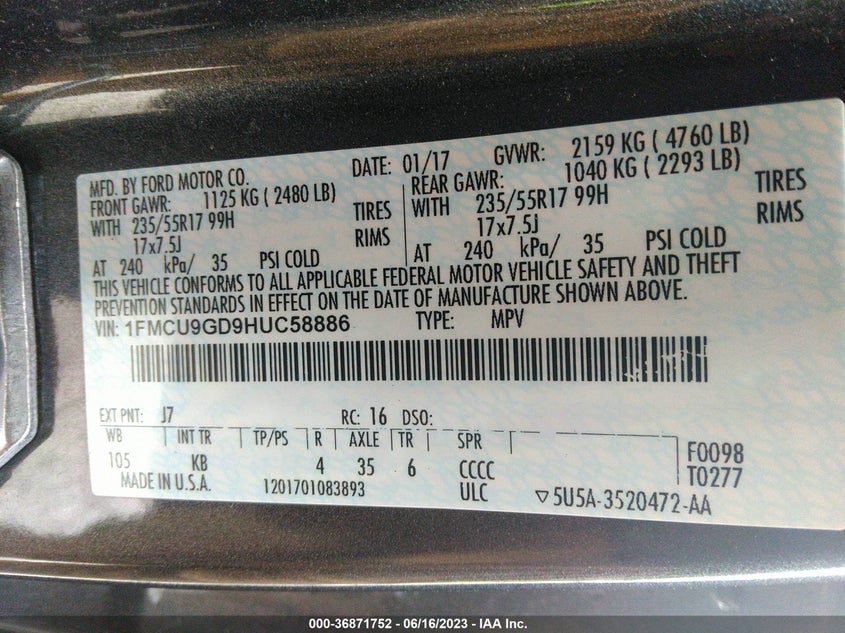 MFD. BY FORD MOTOR CO. DATE: 01/17 GVWR: 2159 KG ( 4760 LB)
FRONT GAWR: 1125 KG ( 2480 LB) REAR GAWR: 1040 KG ( 2293 LB)
WITH 235/55R17 99H TIRES WITH 235/55R17 99H TIRES
17x7.5J RIMS 17x7.5J RIMS
AT 240 kPa/ 35 PSI COLD AT 240 kPa/ 35 PSI COLD
THIS VEHICLE CONFORMS TO ALL APPLICABLE FEDERAL MOTOR VEHICLE SAFETY AND THEFT
PREVENTION STANDARDS IN EFFECT ON THE DATE OF MANUFACTURE SHOWN ABOVE.
VIN: 1FMCU9GD9HUC58886 TYPE: MPV
EXT PNT: J7 RC: 16 DSO:
WB INT TR TP/PS R AXLE TR SPR
105 KB 4 35 6 CCCC
F0098
T0277
MADE IN U.S.A. 1201701083893 ULC ▽5U5A-3520472-AA
000-36871752 - 06/16/2023 - IAA Inc.